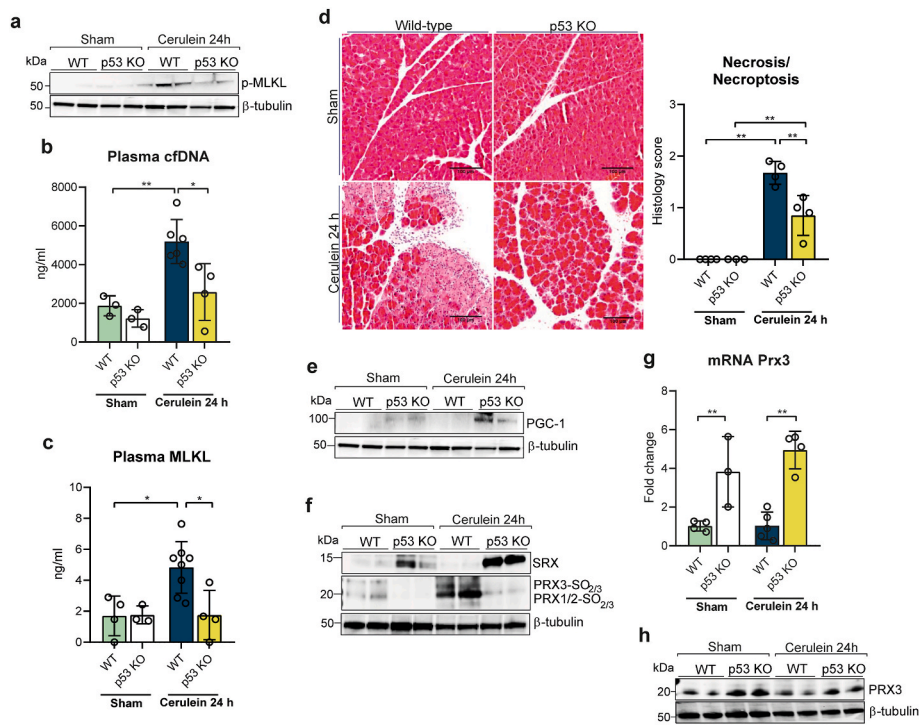 a
Sham
Cerulein 24h
kDa
WT
p53 KO
WT
p53 KO
50
p-MLKL
50
β-tubulin
b
Plasma cfDNA
8000
6000
4000
2000
0
ng/ml
**
*
WT
p53 KO
WT
p53 KO
Sham
Cerulein 24 h
c
Plasma MLKL
10
8
6
4
2
0
ng/ml
*
*
WT
p53 KO
WT
p53 KO
Sham
Cerulein 24 h
d
Wild-type
p53 KO
Sham
Cerulein 24 h
Necrosis/
Necroptosis
3
2
1
0
Histology score
**
**
**
WT
p53 KO
WT
p53 KO
Sham
Cerulein 24 h
e
Sham
Cerulein 24h
kDa
WT
p53 KO
WT
p53 KO
100
PGC-1
50
β-tubulin
f
Sham
Cerulein 24h
kDa
WT
p53 KO
WT
p53 KO
15
SRX
20
PRX3-SO2/3
PRX1/2-SO2/3
50
β-tubulin
g
mRNA Prx3
8
6
4
2
0
Fold change
**
**
WT
p53 KO
WT
p53 KO
Sham
Cerulein 24 h
h
Sham
Cerulein 24h
kDa
WT
p53 KO
WT
p53 KO
20
PRX3
50
β-tubulin